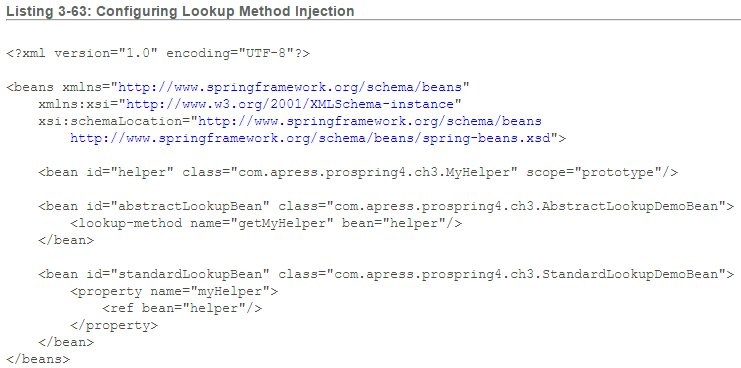 Listing 3-63: Configuring Lookup Method Injection
<?xml version="1.0" encoding="UTF-8"?>
<beans xmlns="http://www.springframework.org/schema/beans"
    xmlns:xsi="http://www.w3.org/2001/XMLSchema-instance"
    xsi:schemaLocation="http://www.springframework.org/schema/beans
        http://www.springframework.org/schema/beans/spring-beans.xsd">
    <bean id="helper" class="com.apress.prospring4.ch3.MyHelper" scope="prototype"/>
    <bean id="abstractLookupBean" class="com.apress.prospring4.ch3.AbstractLookupDemoBean">
        <lookup-method name="getMyHelper" bean="helper"/>
    </bean>
    <bean id="standardLookupBean" class="com.apress.prospring4.ch3.StandardLookupDemoBean">
        <property name="myHelper">
            <ref bean="helper"/>
        </property>
    </bean>
</beans>